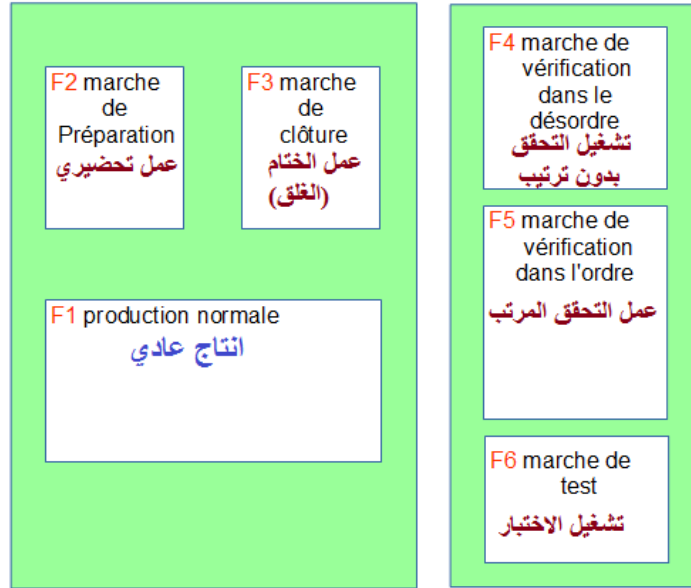 F2 marche
de
Préparation
عمل تحضيري
F3 marche
de
clôture
عمل الختام
(الغلق)
F1 production normale
انتاج عادي
F4 marche de
vérification
dans le
désordre
تشغيل التحقق
بدون ترتيب
F5 marche de
vérification
dans l'ordre
عمل التحقق المرتب
F6 marche de
test
تشغيل الاختبار